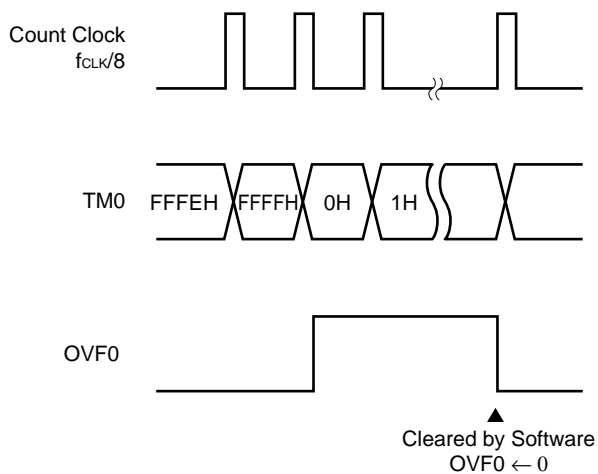 Count Clock
fCLK/8
TM0 FFFEH FFFFH 0H 1H
OVF0
Cleared by Software
OVF0 ← 0